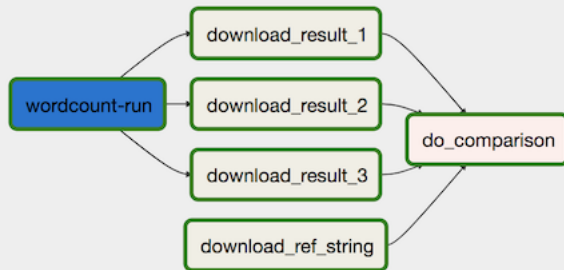 download_result_1
wordcount-run
download_result_2
do_comparison
download_result_3
download_ref_string